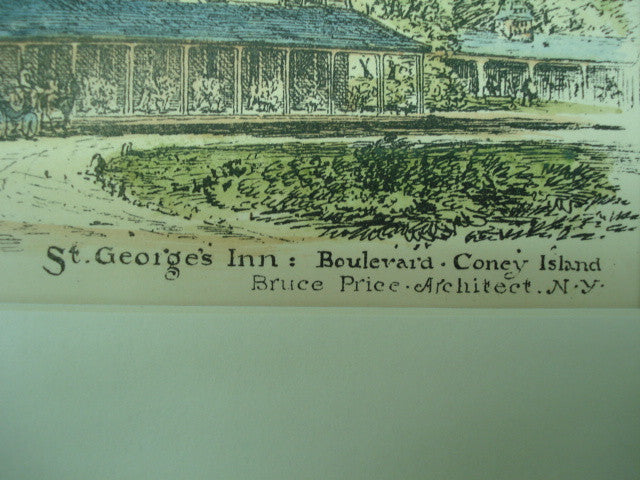 St. George's Inn: Boulevard. Coney Island
Bruce Price. Architect. N.Y.